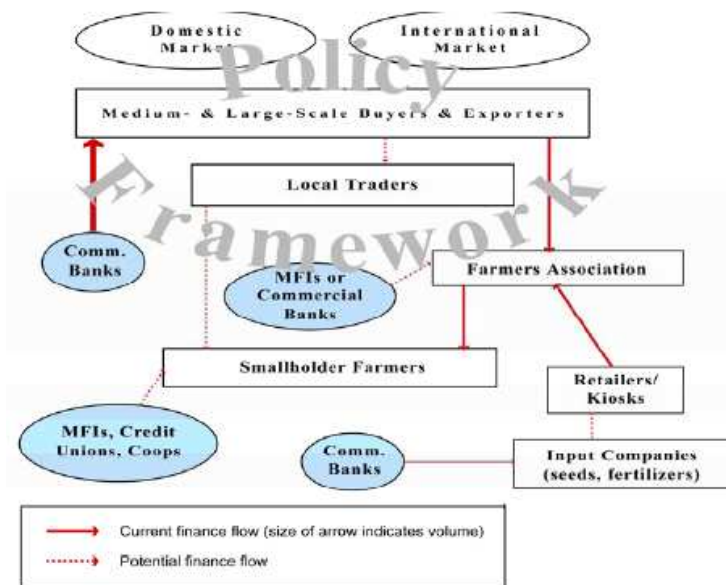 Domestic
Market
International
Market
Policy
Framework
Medium- & Large-Scale Buyers & Exporters
Local Traders
Comm.
Banks
MFIs or
Commercial
Banks
Farmers Association
Smallholder Farmers
Retailers/
Kiosks
MFIs, Credit
Unions, Coops
Comm.
Banks
Input Companies
(seeds, fertilizers)
Current finance flow (size of arrow indicates volume)
Potential finance flow